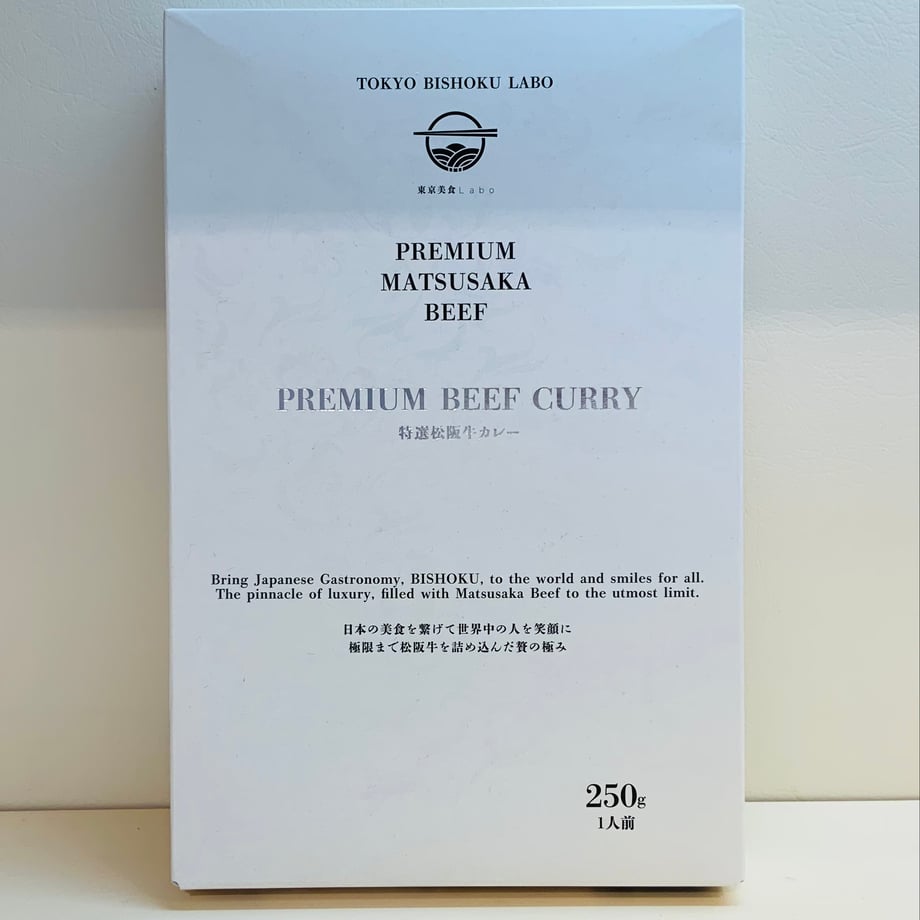 TOKYO BISHOKU LABO
東京美食Labo
PREMIUM
MATSUSAKA
BEEF
PREMIUM BEEF CURRY
特選松阪牛カレー
Bring Japanese Gastronomy, BISHOKU, to the world and smiles for all.
The pinnacle of luxury, filled with Matsusaka Beef to the utmost limit.
日本の美食を繋げて世界中の人を笑顔に
極限まで松阪牛を詰め込んだ贅の極み
250g
1人前